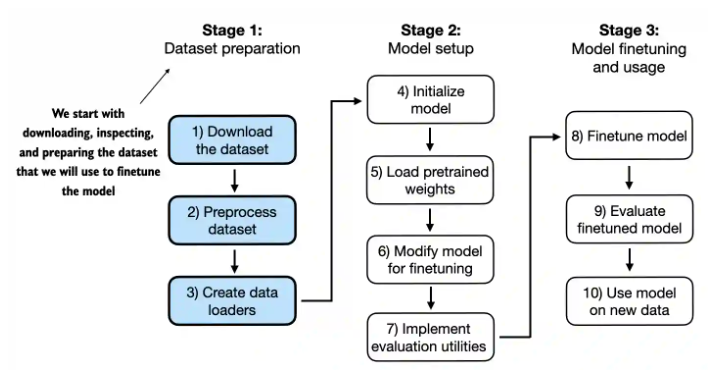 Stage 1:
Dataset preparation
We start with
downloading, inspecting,
and preparing the dataset
that we will use to finetune
the model
1) Download
the dataset
2) Preprocess
dataset
3) Create data
loaders
Stage 2:
Model setup
4) Initialize
model
5) Load pretrained
weights
6) Modify model
for finetuning
7) Implement
evaluation utilities
Stage 3:
Model finetuning
and usage
8) Finetune model
9) Evaluate
finetuned model
10) Use model
on new data